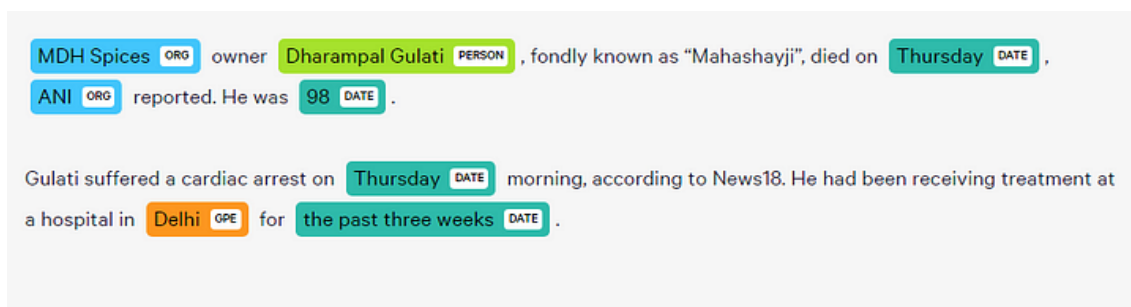 MDH Spices ORG owner Dharampal Gulati PERSON , fondly known as “Mahashayji”, died on Thursday DATE ,
ANI ORG reported. He was 98 DATE .
Gulati suffered a cardiac arrest on Thursday DATE morning, according to News18. He had been receiving treatment at
a hospital in Delhi GPE for the past three weeks DATE .